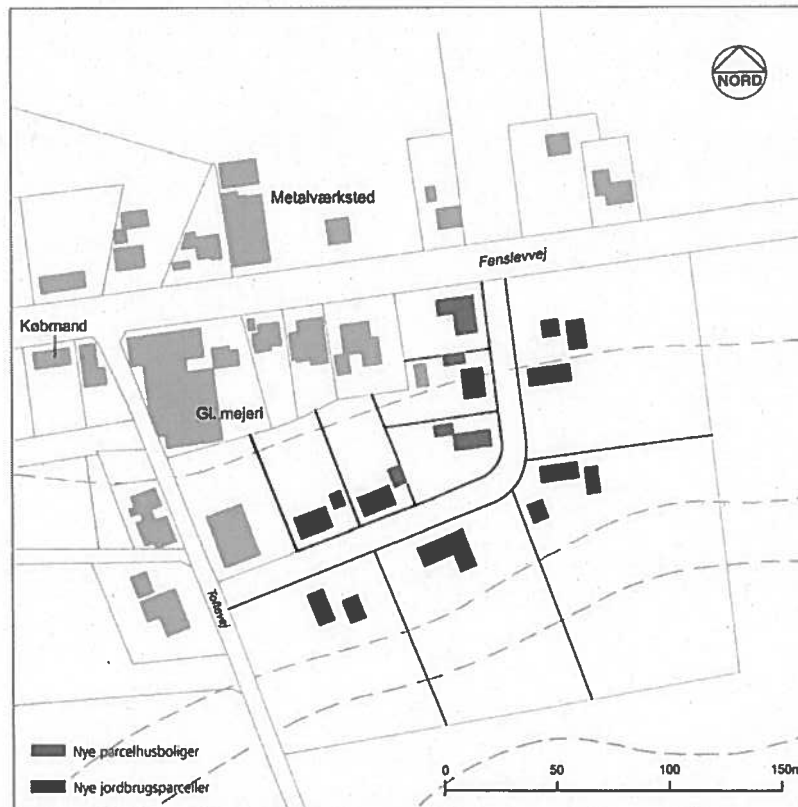 NORD
Metalværksted
Fenslevvej
Købmand
Gl. mejeri
Toftevej
Nye parcelhusboliger
Nye jordbrugsparceller
0 50 100 150m